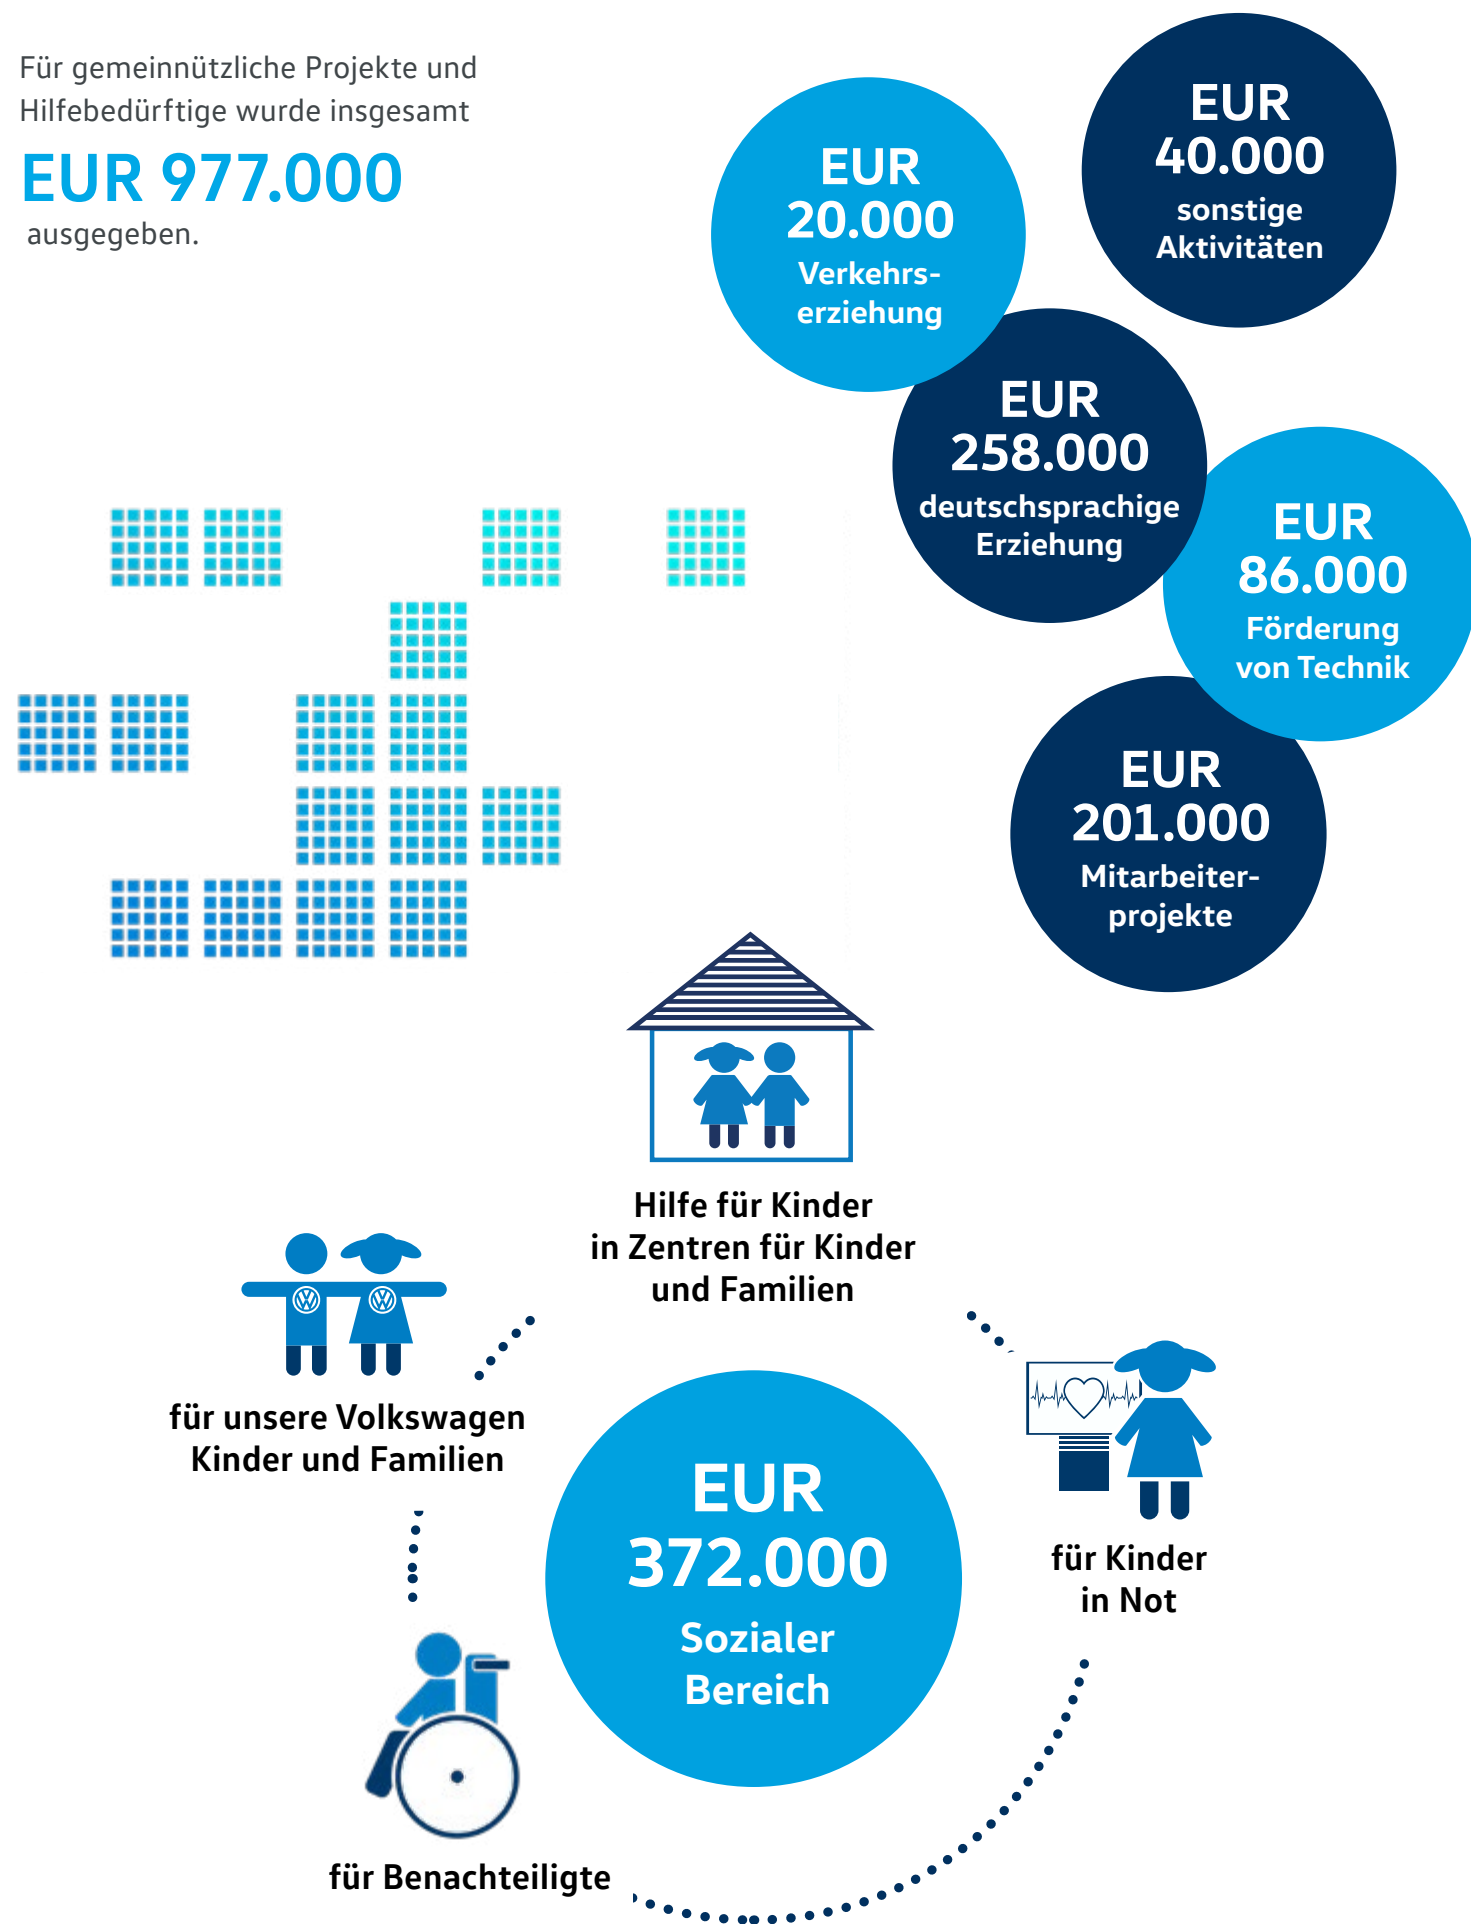 Für gemeinnützliche Projekte und
Hilfebedürftige wurde insgesamt
EUR 977.000
ausgegeben.
EUR
20.000
Verkehrs-
erziehung
EUR
40.000
sonstige
Aktivitäten
EUR
258.000
deutschsprachige
Erziehung
EUR
86.000
Förderung
von Technik
EUR
201.000
Mitarbeiter-
projekte
Hilfe für Kinder
in Zentren für Kinder
und Familien
für unsere Volkswagen
Kinder und Familien
EUR
372.000
Sozialer
Bereich
für Kinder
in Not
für Benachteiligte